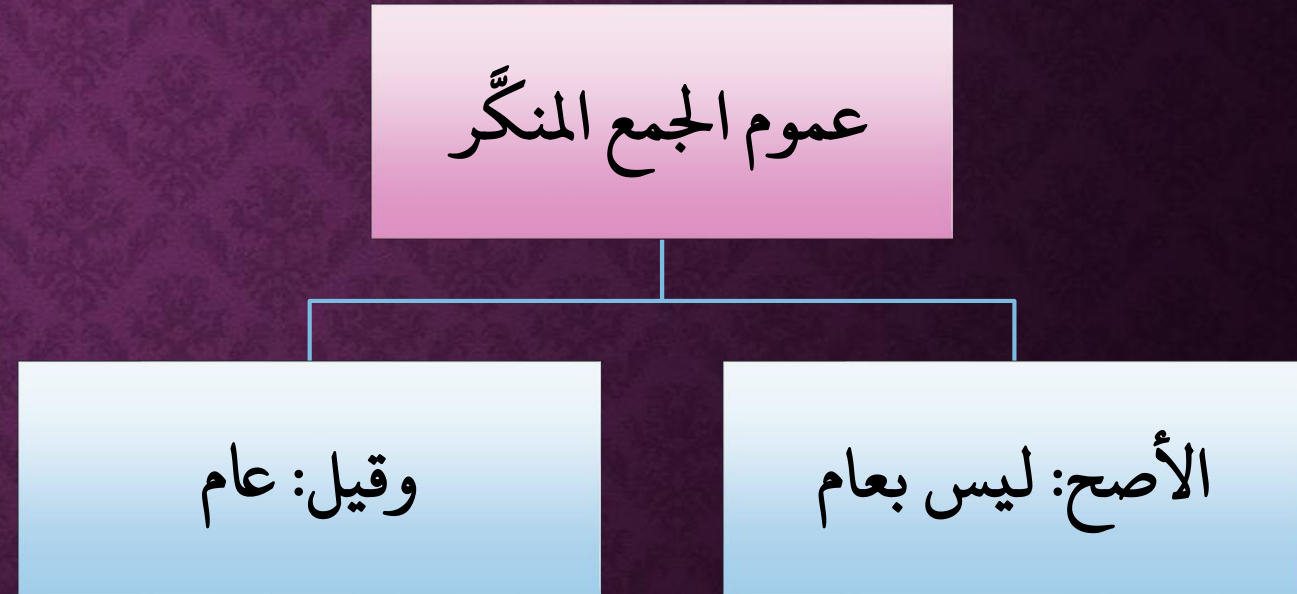 عموم الجمع المنكَّر
الأصح: ليس بعام
وقيل: عام